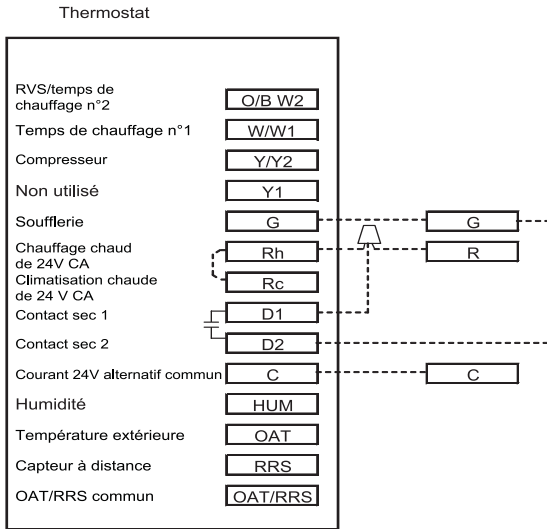 Thermostat
RVS/temps de
chauffage n°2
O/B W2
Temps de chauffage n°1
W/W1
Compresseur
Y/Y2
Non utilisé
Y1
Soufflerie
G
G
Chauffage chaud
de 24V CA
Rh
R
Climatisation chaude
de 24 V CA
Rc
Contact sec 1
D1
Contact sec 2
D2
Courant 24V alternatif commun
C
C
Humidité
HUM
Température extérieure
OAT
Capteur à distance
RRS
OAT/RRS commun
OAT/RRS